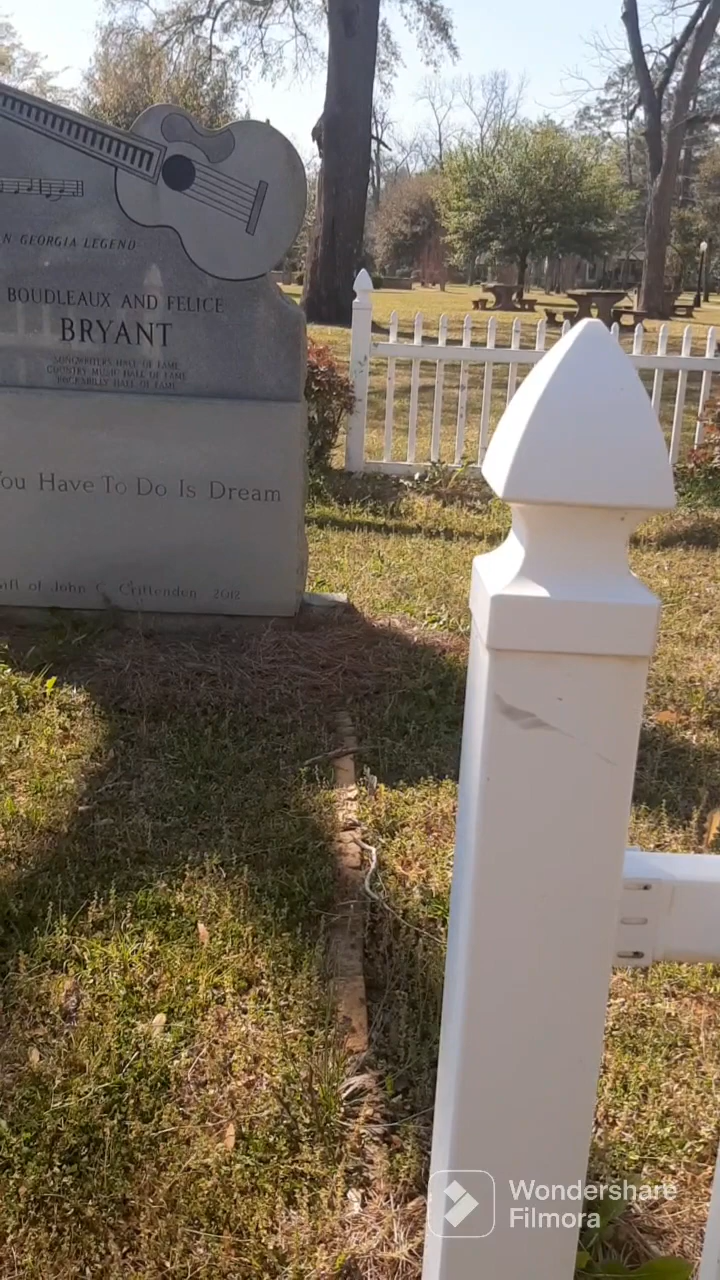 N GEORGIA LEGEND
BOUDLEAUX AND FELICE
BRYANT
SONGWRITERS HALL OF FAME
COUNTRY MUSIC HALL OF FAME
ROCKABILLY HALL OF FAME
You Have To Do Is Dream
of John C. Crittenden 2012
Wondershare
Filmora